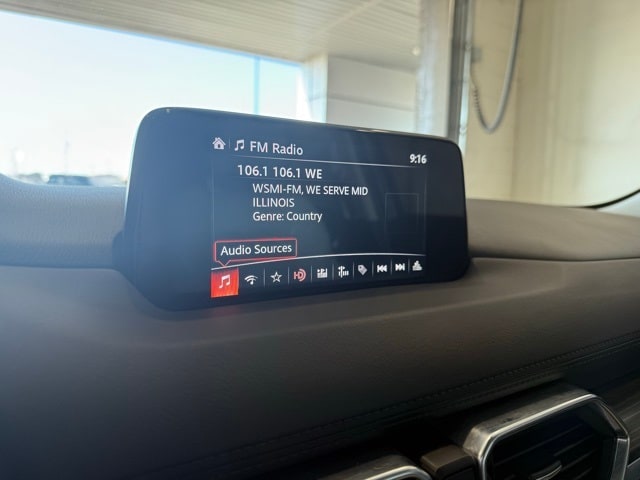 FM Radio
9:16
106.1 106.1 WE
WSMI-FM, WE SERVE MID
ILLINOIS
Genre: Country
Audio Sources
HD